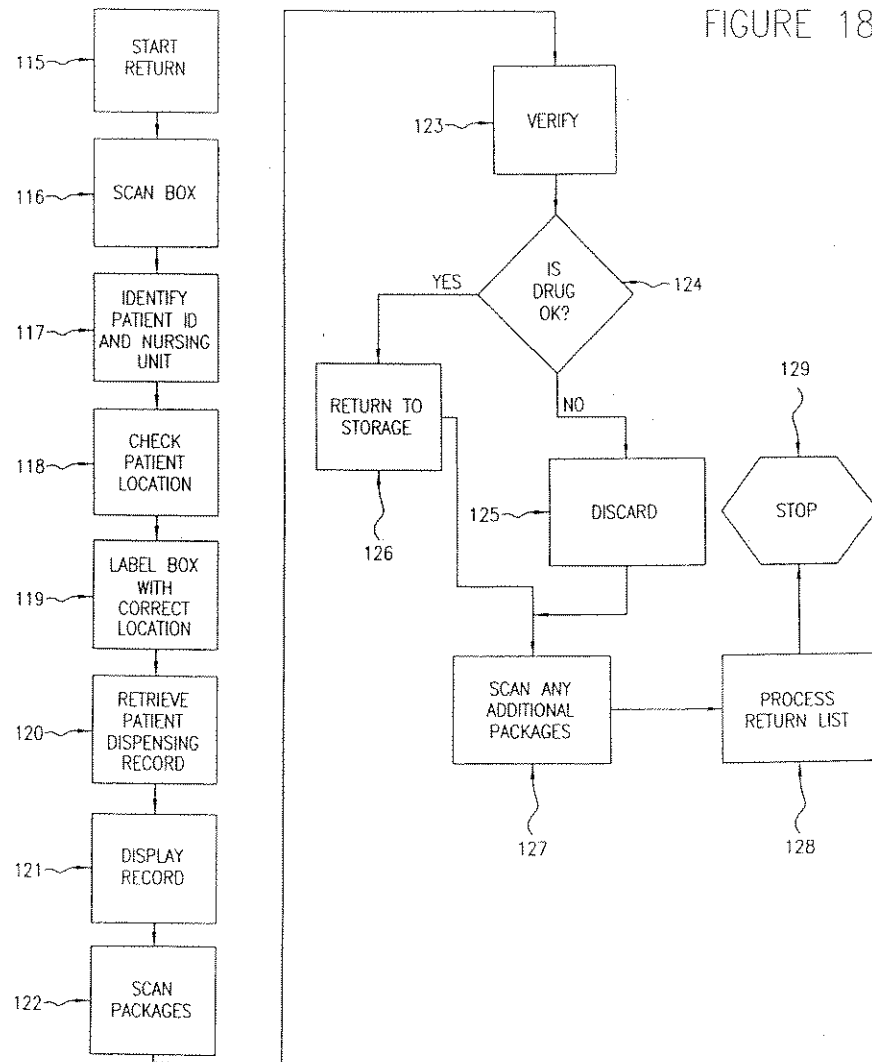 FIGURE 18
115
START
RETURN
116
SCAN BOX
117
IDENTIFY
PATIENT ID
AND NURSING
UNIT
118
CHECK
PATIENT
LOCATION
119
LABEL BOX
WITH
CORRECT
LOCATION
120
RETRIEVE
PATIENT
DISPENSING
RECORD
121
DISPLAY
RECORD
122
SCAN
PACKAGES
123
VERIFY
124
IS
DRUG
OK?
YES
NO
RETURN TO
STORAGE
126
125
DISCARD
SCAN ANY
ADDITIONAL
PACKAGES
127
PROCESS
RETURN LIST
128
129
STOP